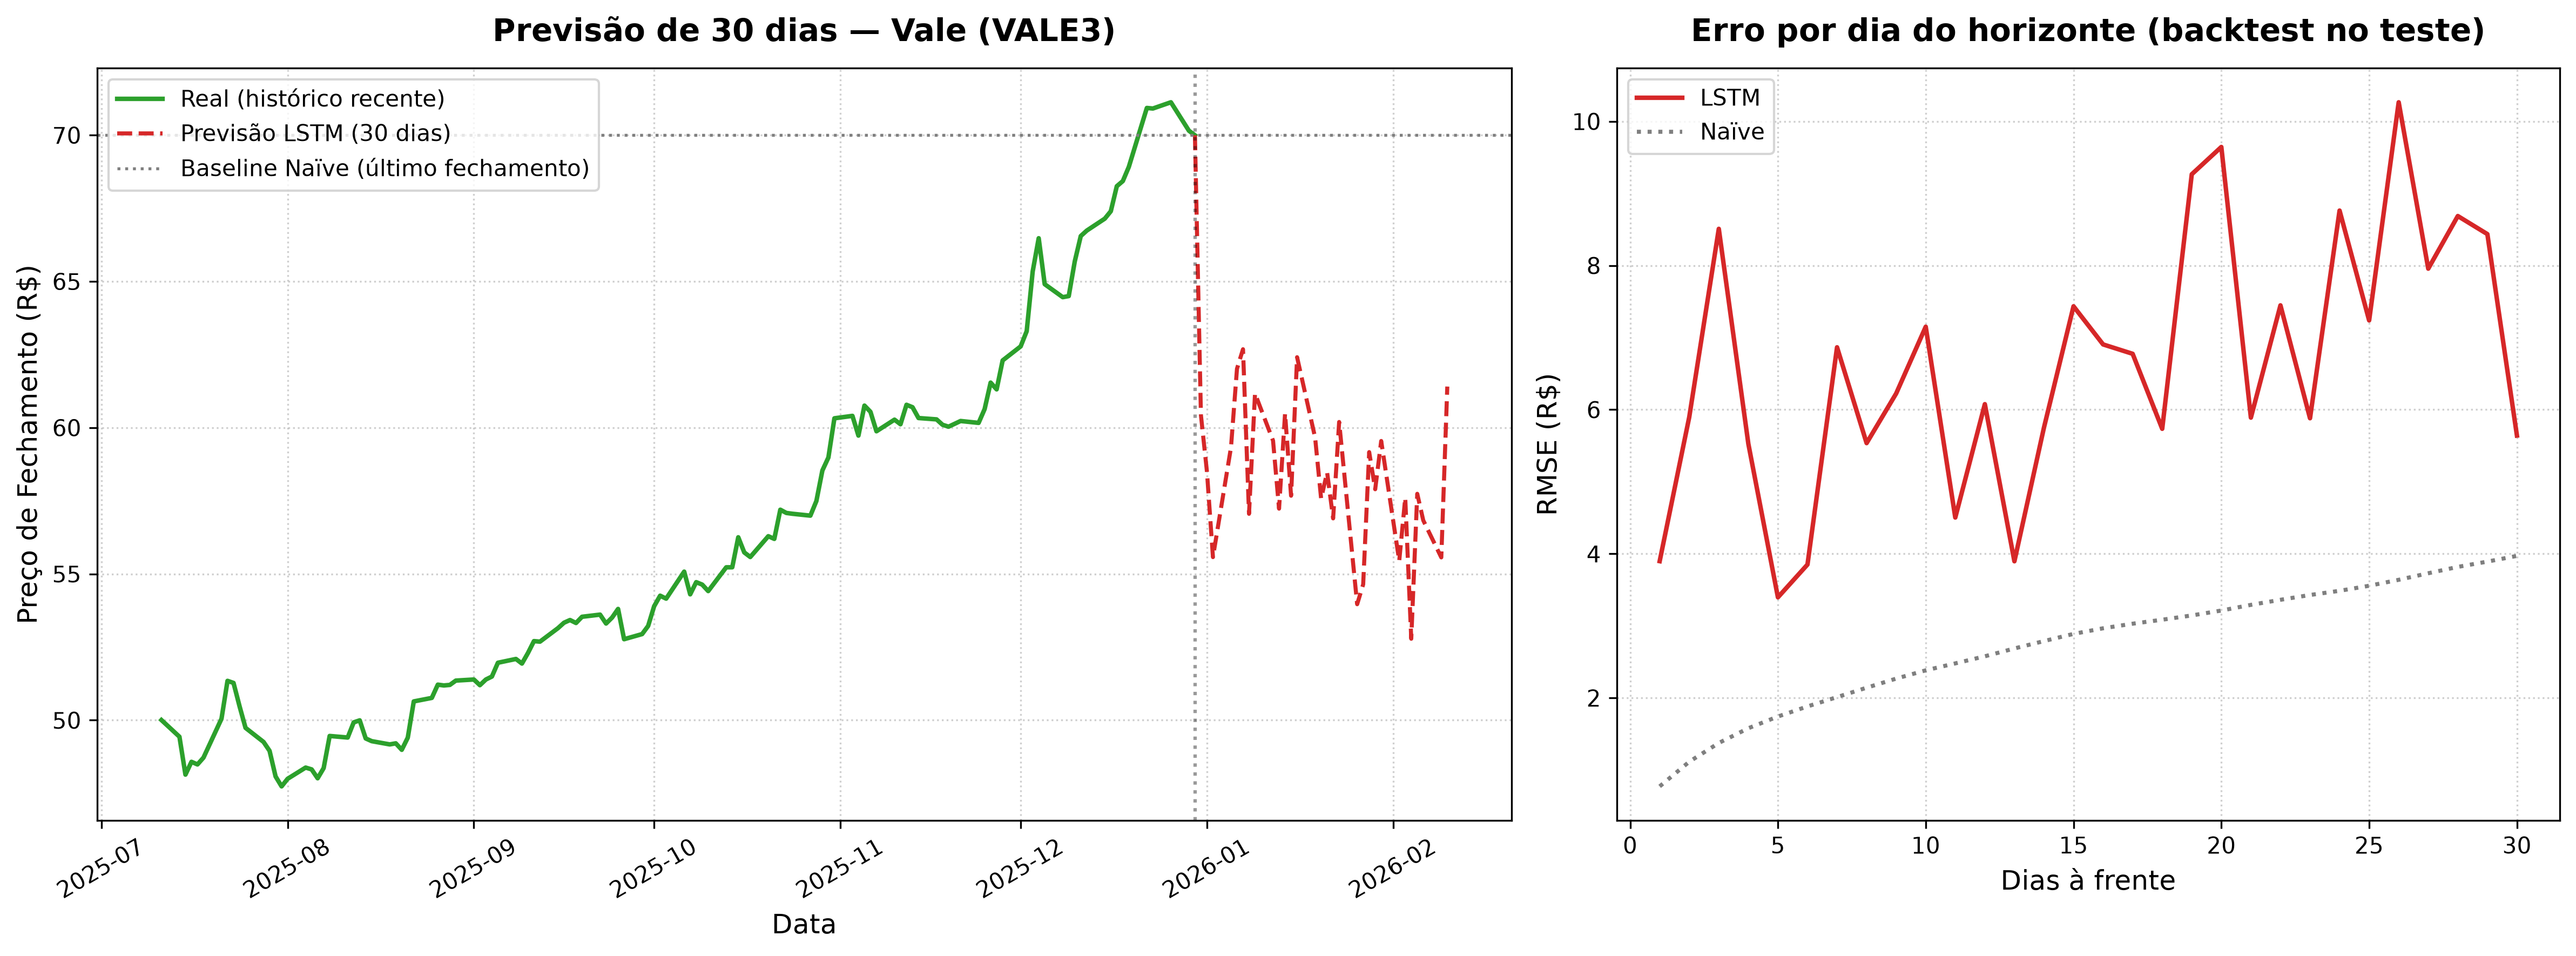 Previsão de 30 dias — Vale (VALE3)
Real (histórico recente)
Previsão LSTM (30 dias)
Baseline Naïve (último fechamento)
Preço de Fechamento (R$)
70
65
60
55
50
2025-07
2025-08
2025-09
2025-10
2025-11
2025-12
2026-01
2026-02
Data
Erro por dia do horizonte (backtest no teste)
LSTM
Naïve
RMSE (R$)
10
8
6
4
2
0
5
10
15
20
25
30
Dias à frente